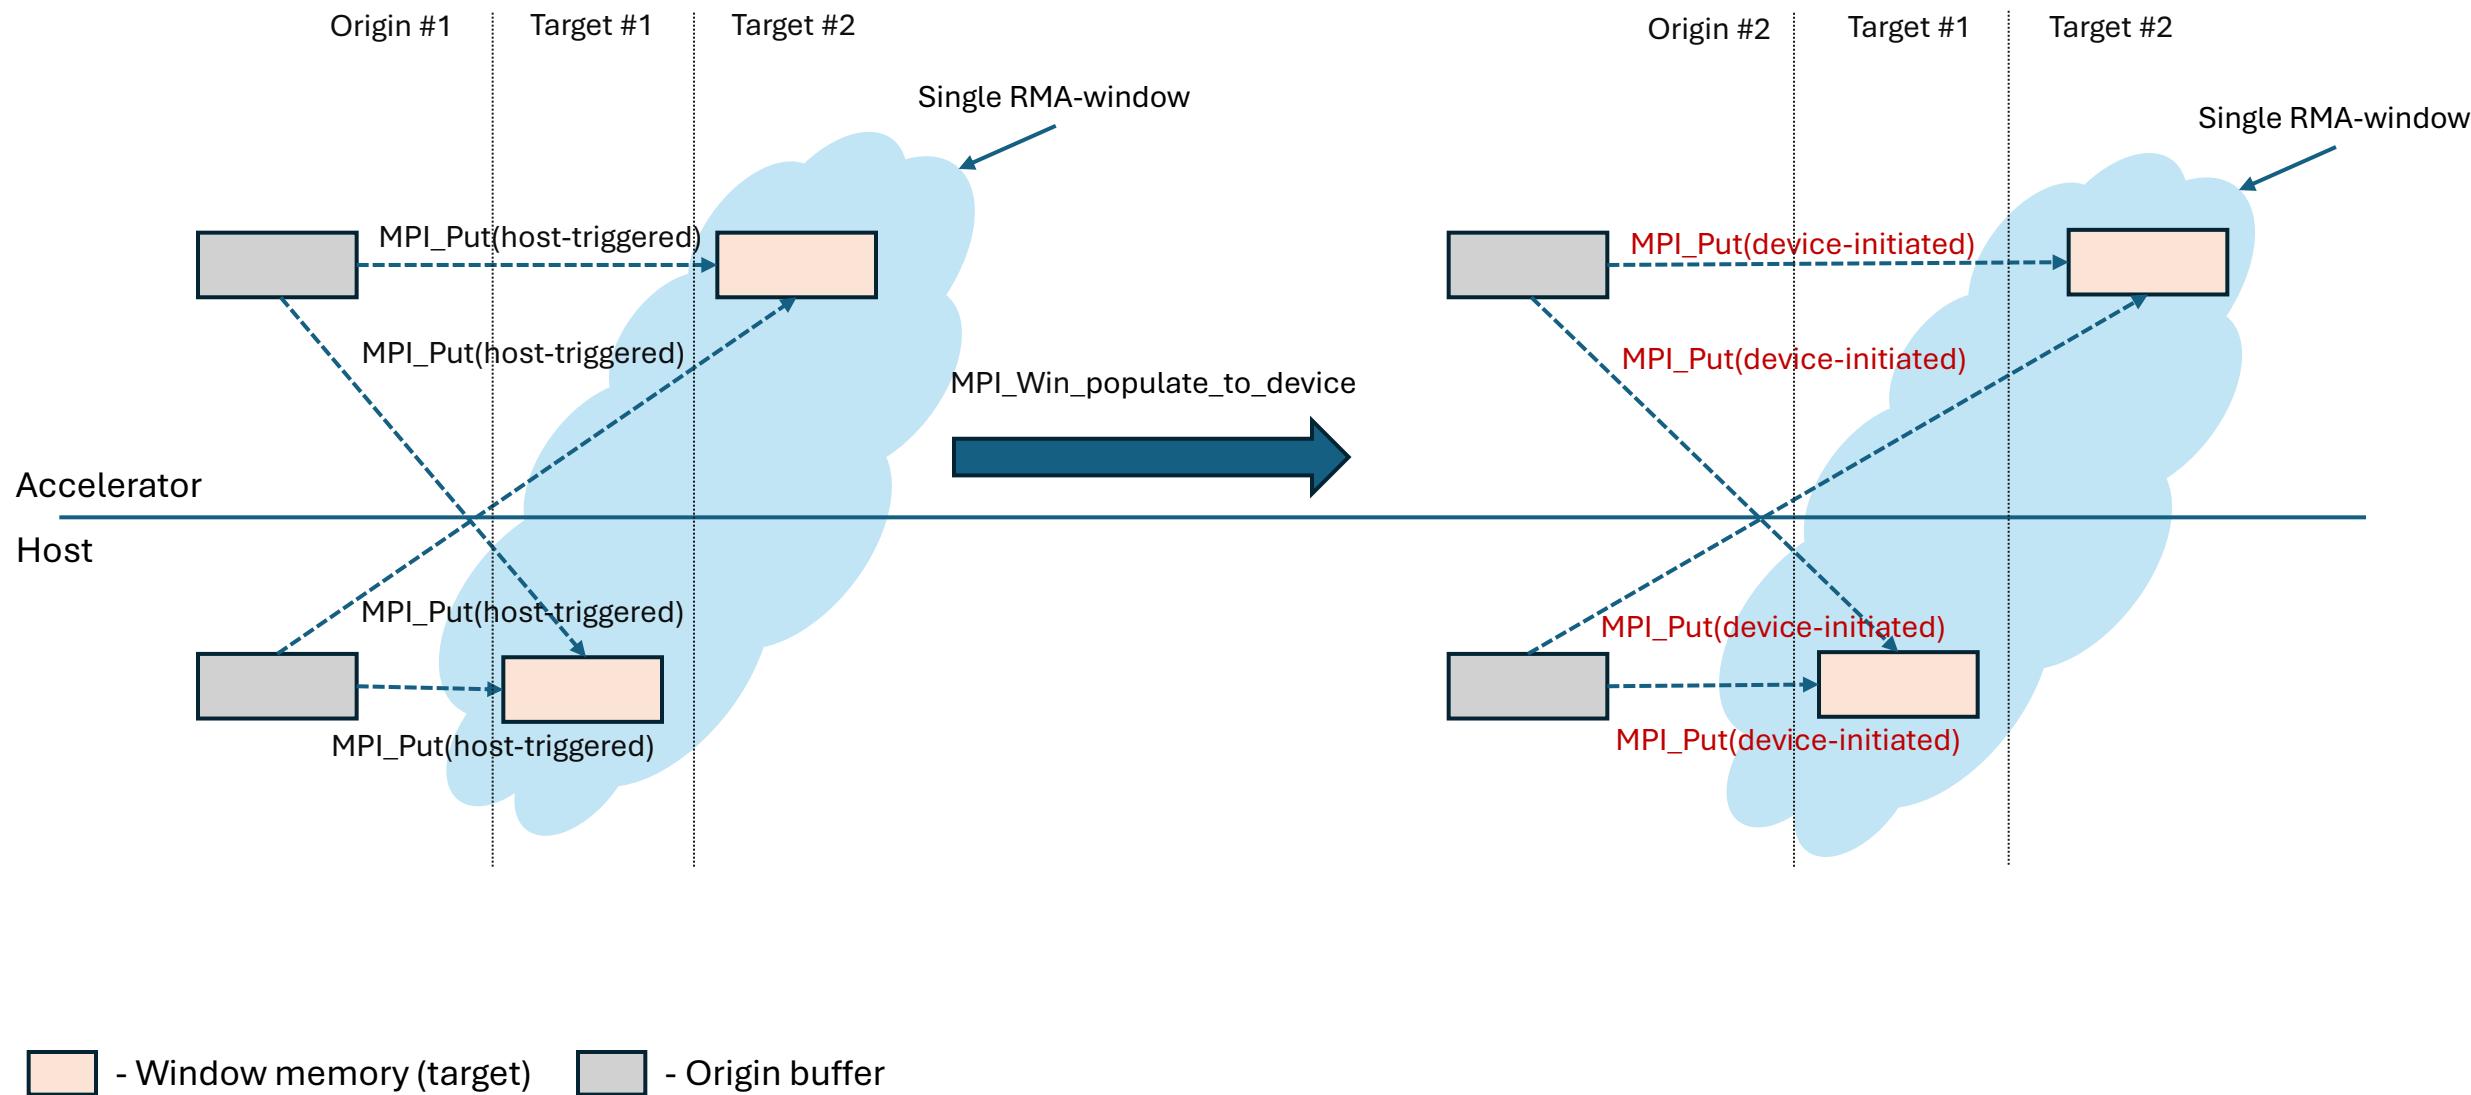 Origin #1
Target #1
Target #2
Origin #2
Target #1
Target #2
Single RMA-window
Single RMA-window
MPI_Put(host-triggered)
MPI_Put(device-initiated)
MPI_Put(host-triggered)
MPI_Put(device-initiated)
MPI_Win_populate_to_device
Accelerator
Host
MPI_Put(host-triggered)
MPI_Put(device-initiated)
MPI_Put(host-triggered)
MPI_Put(device-initiated)
- Window memory (target)
- Origin buffer